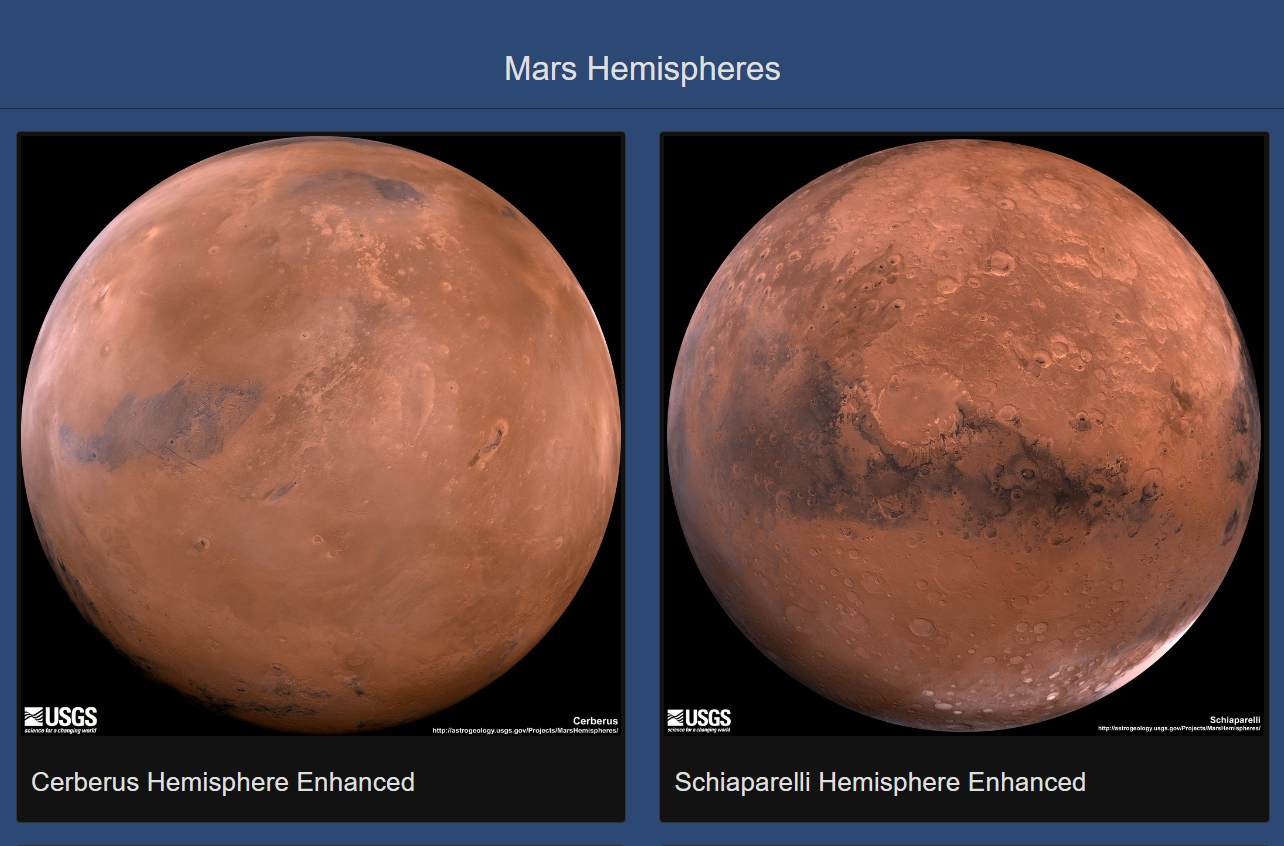 Mars Hemispheres
USGS
science for a changing world
Cerberus
http://astrogeology.usgs.gov/Projects/MarsHemispheres/
Cerberus Hemisphere Enhanced
USGS
science for a changing world
Schiaparelli
http://astrogeology.usgs.gov/Projects/MarsHemispheres/
Schiaparelli Hemisphere Enhanced